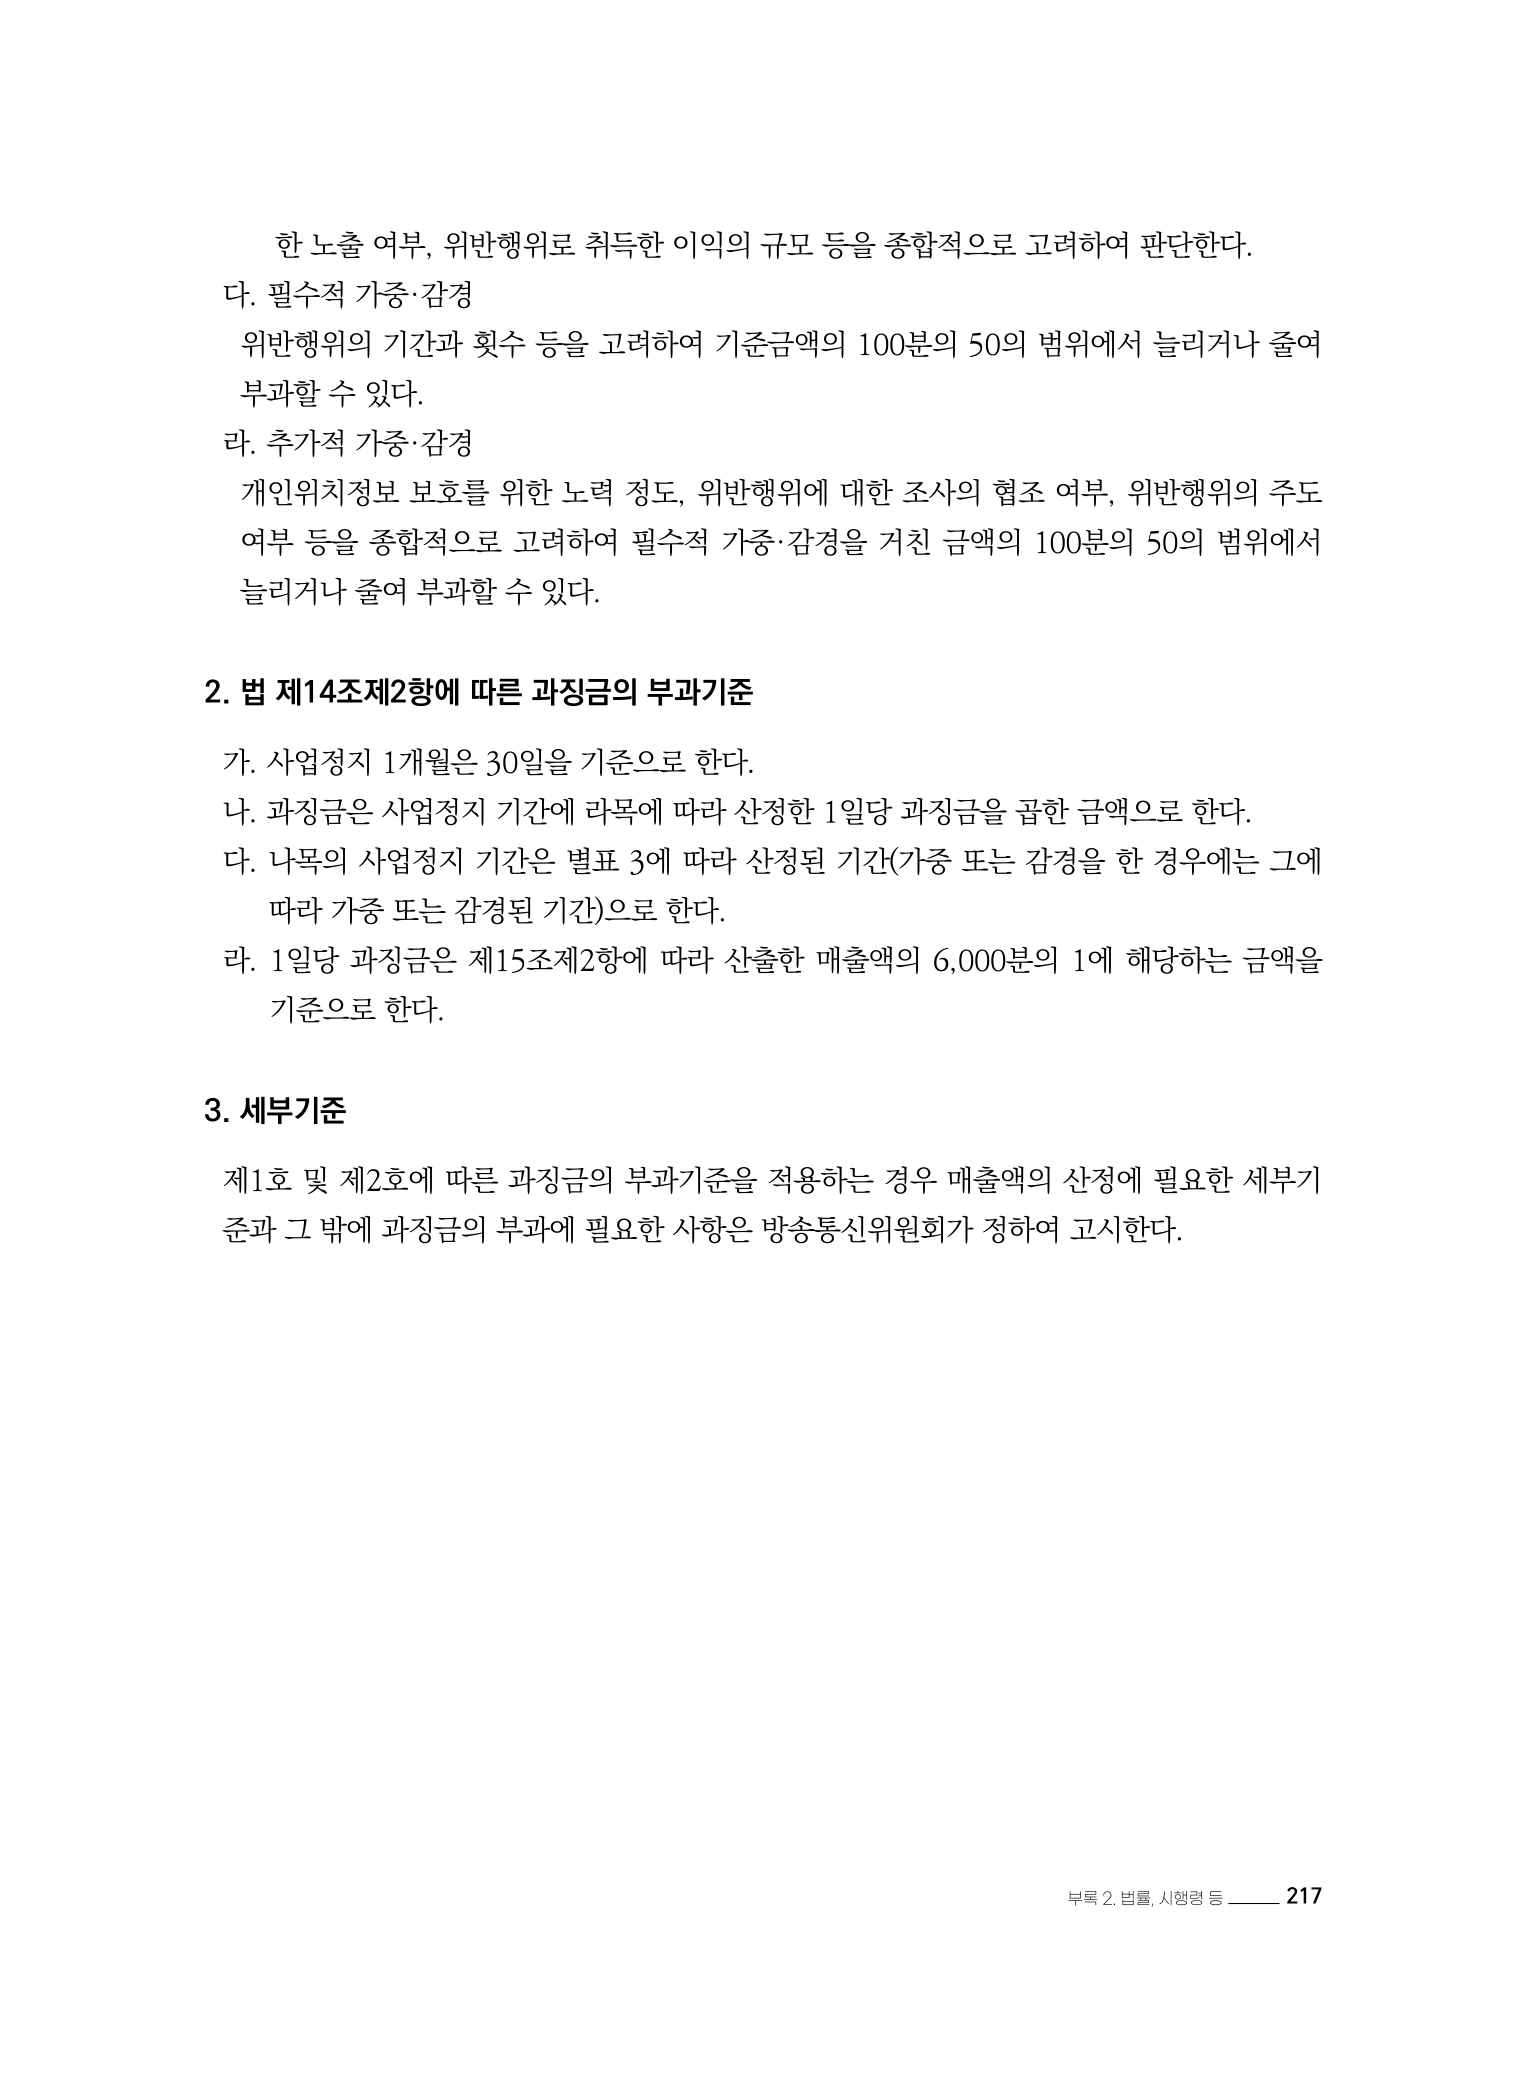 한 노출 여부, 위반행위로 취득한 이익의 규모 등을 종합적으로 고려하여 판단한다.
다. 필수적 가중·감경
위반행위의 기간과 횟수 등을 고려하여 기준금액의 100분의 50의 범위에서 늘리거나 줄여
부과할 수 있다.
라. 추가적 가중·감경
개인위치정보 보호를 위한 노력 정도, 위반행위에 대한 조사의 협조 여부, 위반행위의 주도
여부 등을 종합적으로 고려하여 필수적 가중·감경을 거친 금액의 100분의 50의 범위에서
늘리거나 줄여 부과할 수 있다.
2. 법 제14조제2항에 따른 과징금의 부과기준
가. 사업정지 1개월은 30일을 기준으로 한다.
나. 과징금은 사업정지 기간에 라목에 따라 산정한 1일당 과징금을 곱한 금액으로 한다.
다. 나목의 사업정지 기간은 별표 3에 따라 산정된 기간(가중 또는 감경을 한 경우에는 그에
따라 가중 또는 감경된 기간)으로 한다.
라. 1일당 과징금은 제15조제2항에 따라 산출한 매출액의 6,000분의 1에 해당하는 금액을
기준으로 한다.
3. 세부기준
제1호 및 제2호에 따른 과징금의 부과기준을 적용하는 경우 매출액의 산정에 필요한 세부기
준과 그 밖에 과징금의 부과에 필요한 사항은 방송통신위원회가 정하여 고시한다.
부록 2. 법률, 시행령 등 217